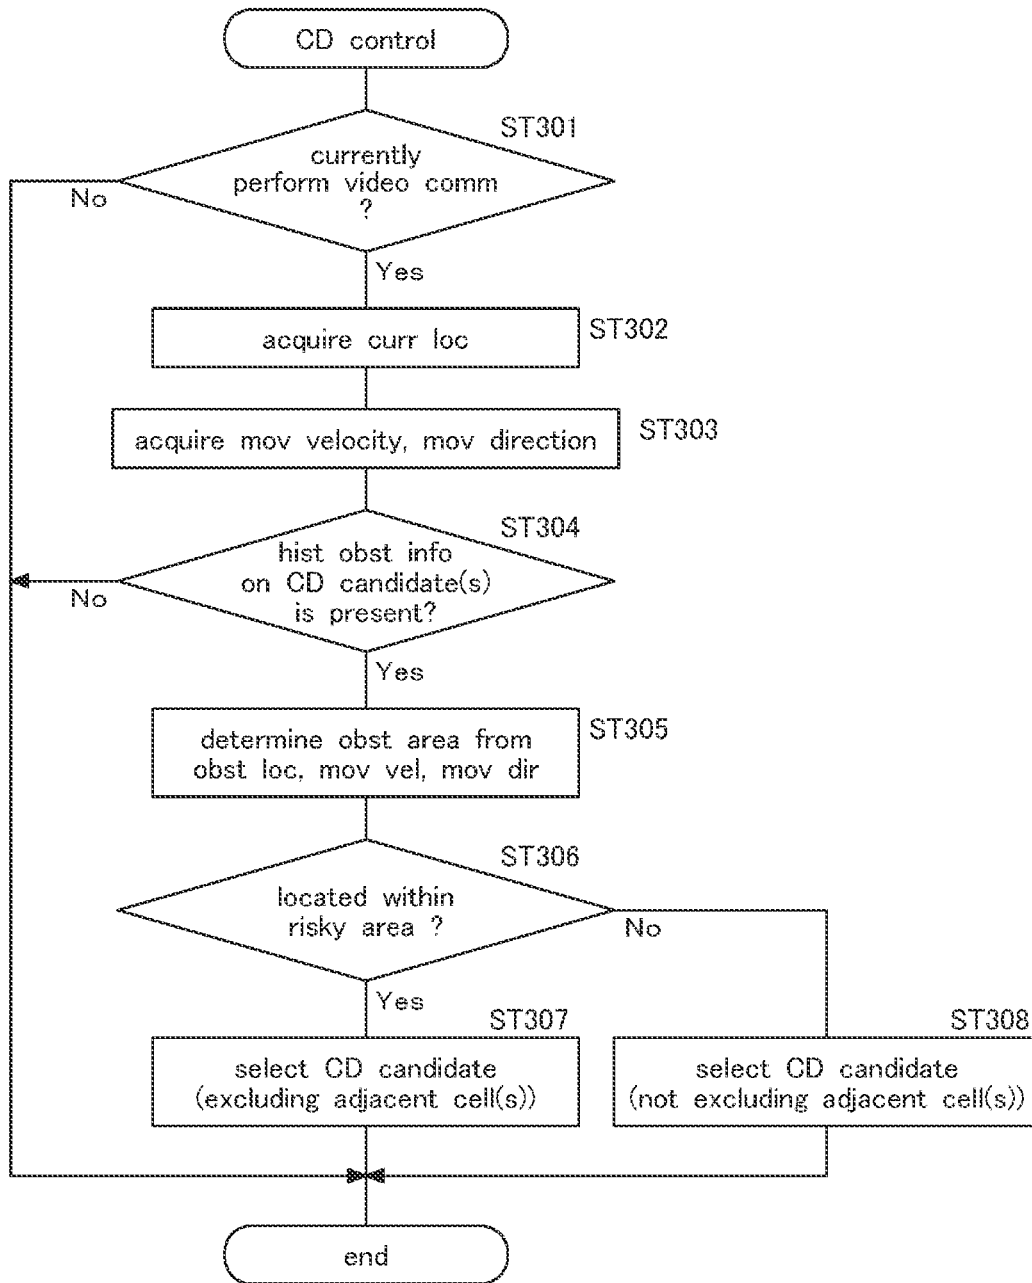 CD control
ST301
currently
perform video comm
?
No
Yes
acquire curr loc
ST302
acquire mov velocity, mov direction
ST303
ST304
hist obst info
on CD candidate(s)
is present?
No
Yes
determine obst area from
obst loc, mov vel, mov dir
ST305
ST306
located within
risky area ?
No
Yes
ST307
select CD candidate
(excluding adjacent cell(s))
ST308
select CD candidate
(not excluding adjacent cell(s))
end